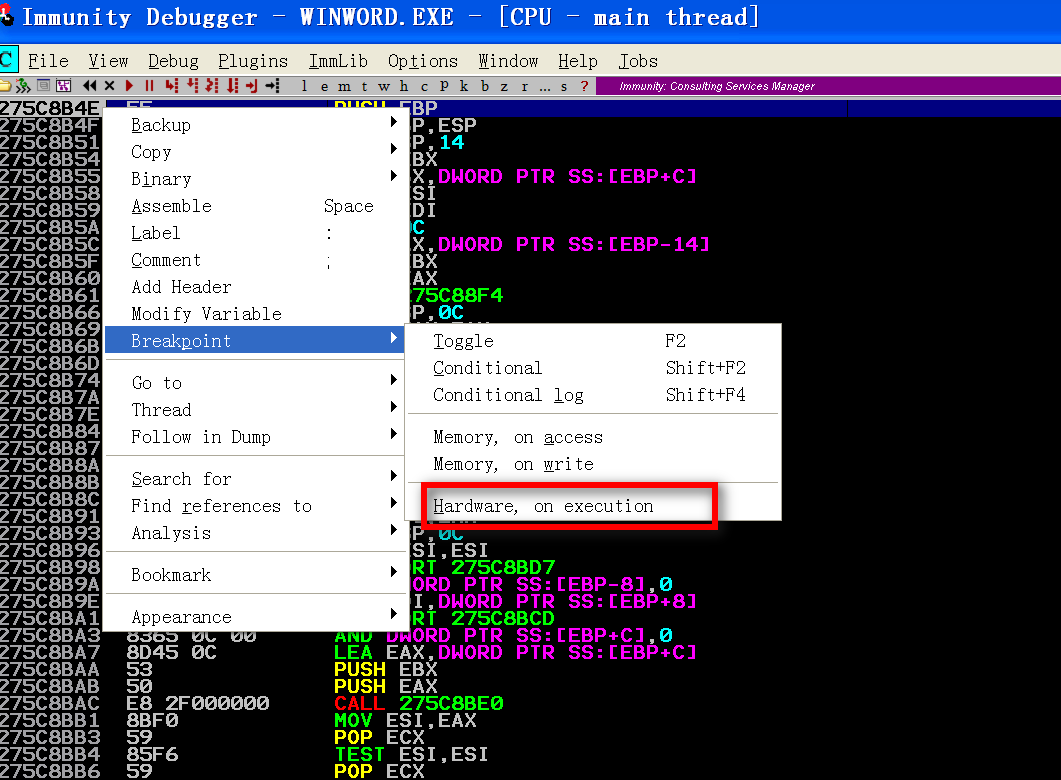 Immunity Debugger - WINWORD.EXE - [CPU - main thread]
C File View Debug Plugins ImmLib Options Window Help Jobs
l e m t w h c p k b z r ... s ? Immunity: Consulting Services Manager
275C8B4E 55 PUSH EBP
275C8B4F Backup P,ESP
275C8B51 P,14
275C8B54 Copy BX
275C8B55 Binary X,DWORD PTR SS:[EBP+C]
275C8B58 SI
275C8B59 Assemble Space DI
275C8B5A Label : 0C
275C8B5C X,DWORD PTR SS:[EBP-14]
275C8B5F Comment ; BX
275C8B60 AX
275C8B61 Add Header 275C88F4
275C8B66 Modify Variable P,0C
275C8B69
275C8B6B Breakpoint Toggle F2
275C8B6D Conditional Shift+F2
275C8B74 Go to
275C8B7A Conditional log Shift+F4
275C8B7E Thread
275C8B84 Follow in Dump Memory, on access
275C8B87
275C8B8A Memory, on write
275C8B8B Search for
275C8B8C Find references to Hardware, on execution
275C8B91
275C8B93 Analysis P,0C
275C8B96 SI,ESI
275C8B98 RT 275C8BD7
275C8B9A Bookmark ORD PTR SS:[EBP-8],0
275C8B9E DI,DWORD PTR SS:[EBP+8]
275C8BA1 Appearance RT 275C8BCD
275C8BA3 8365 0C 00 AND DWORD PTR SS:[EBP+C],0
275C8BA7 8D45 0C LEA EAX,DWORD PTR SS:[EBP+C]
275C8BAA 53 PUSH EBX
275C8BAB 50 PUSH EAX
275C8BAC E8 2F000000 CALL 275C8BE0
275C8BB1 8BF0 MOV ESI,EAX
275C8BB3 59 POP ECX
275C8BB4 85F6 TEST ESI,ESI
275C8BB6 59 POP ECX